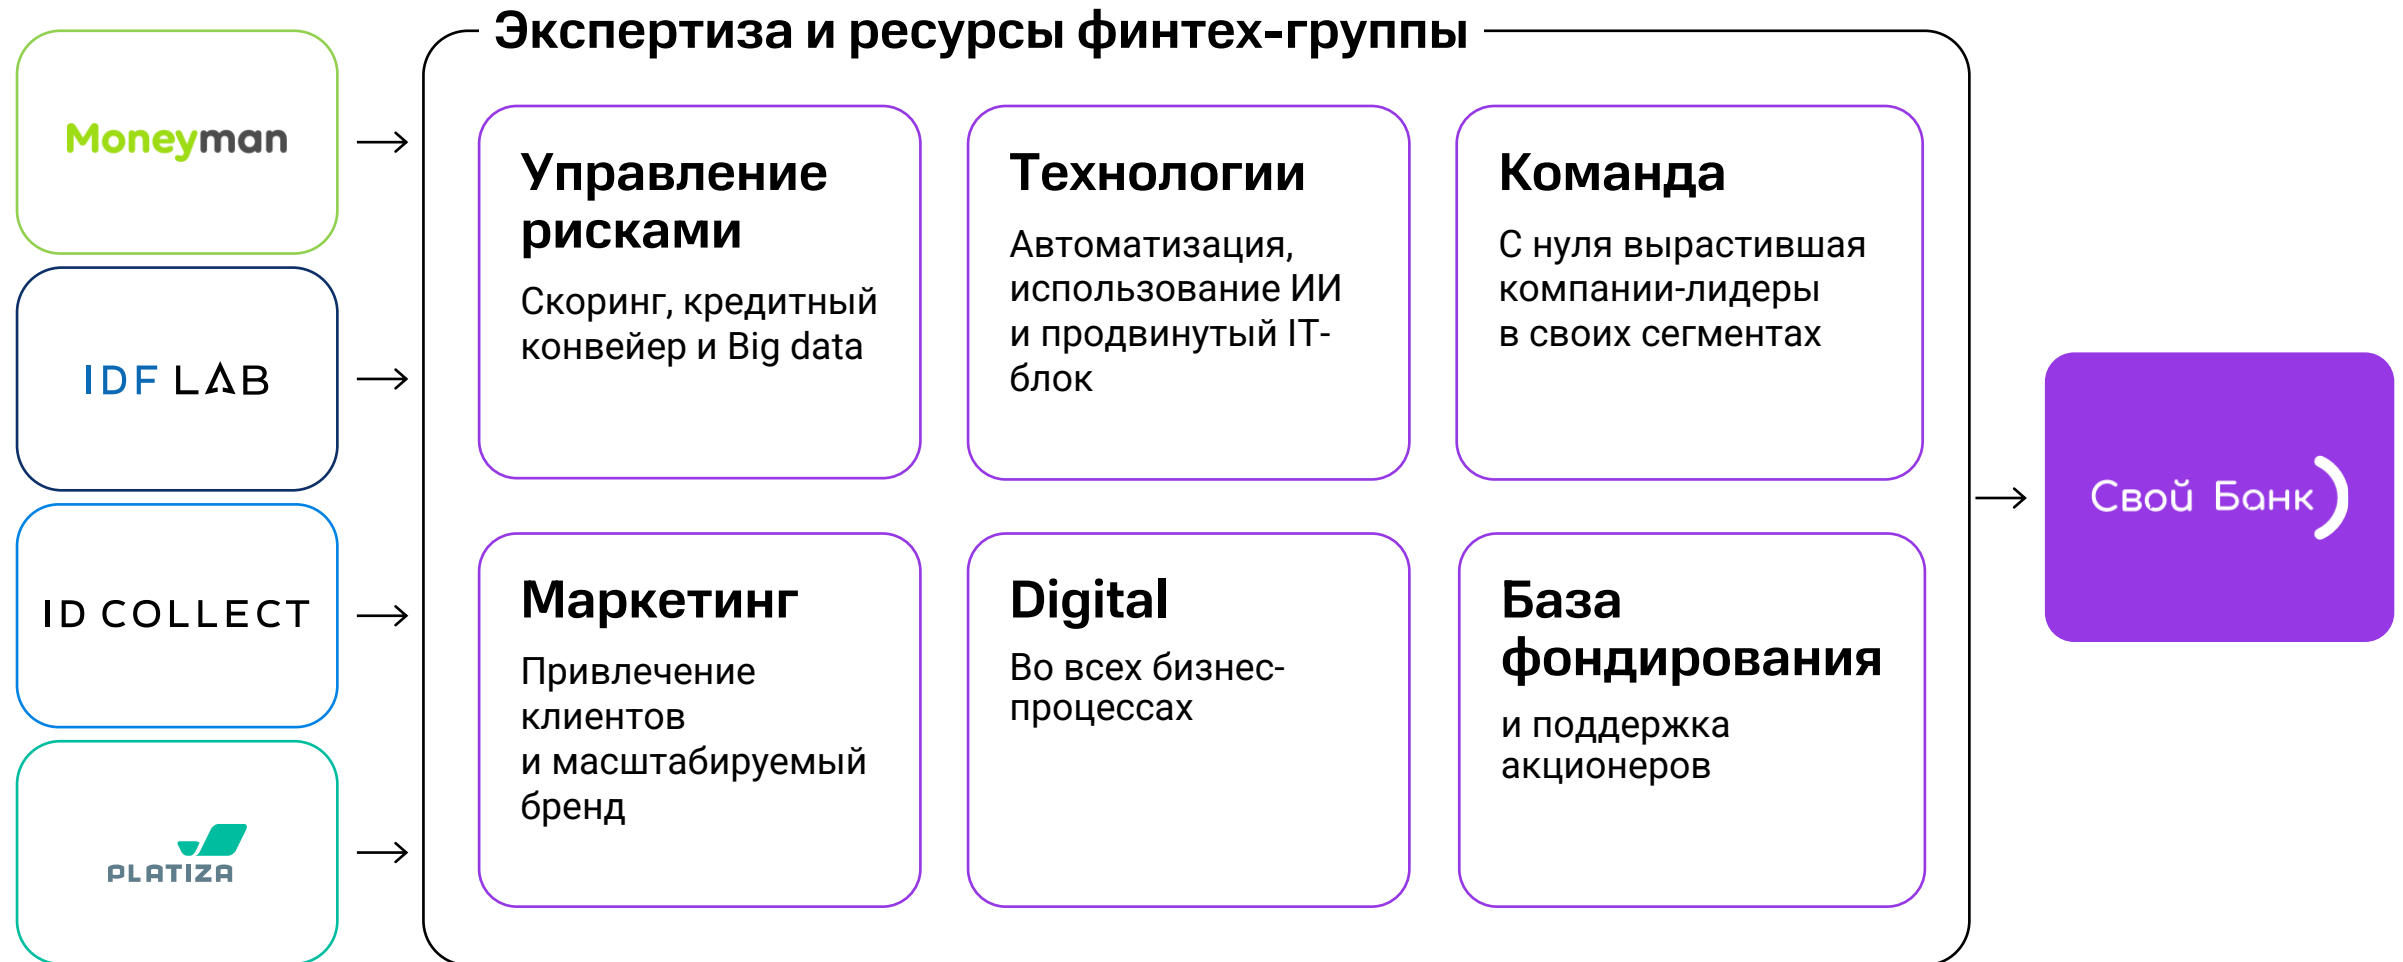 Экспертиза и ресурсы финтех-группы
Moneyman
IDF LAB
ID COLLECT
PLATIZA
Управление
рисками
Скоринг, кредитный
конвейер и Big data
Технологии
Автоматизация,
использование ИИ
и продвинутый IT-
блок
Команда
С нуля вырастившая
компании-лидеры
в своих сегментах
Маркетинг
Привлечение
клиентов
и масштабируемый
бренд
Digital
Во всех бизнес-
процессах
База
фондирования
и поддержка
акционеров
Свой Банк